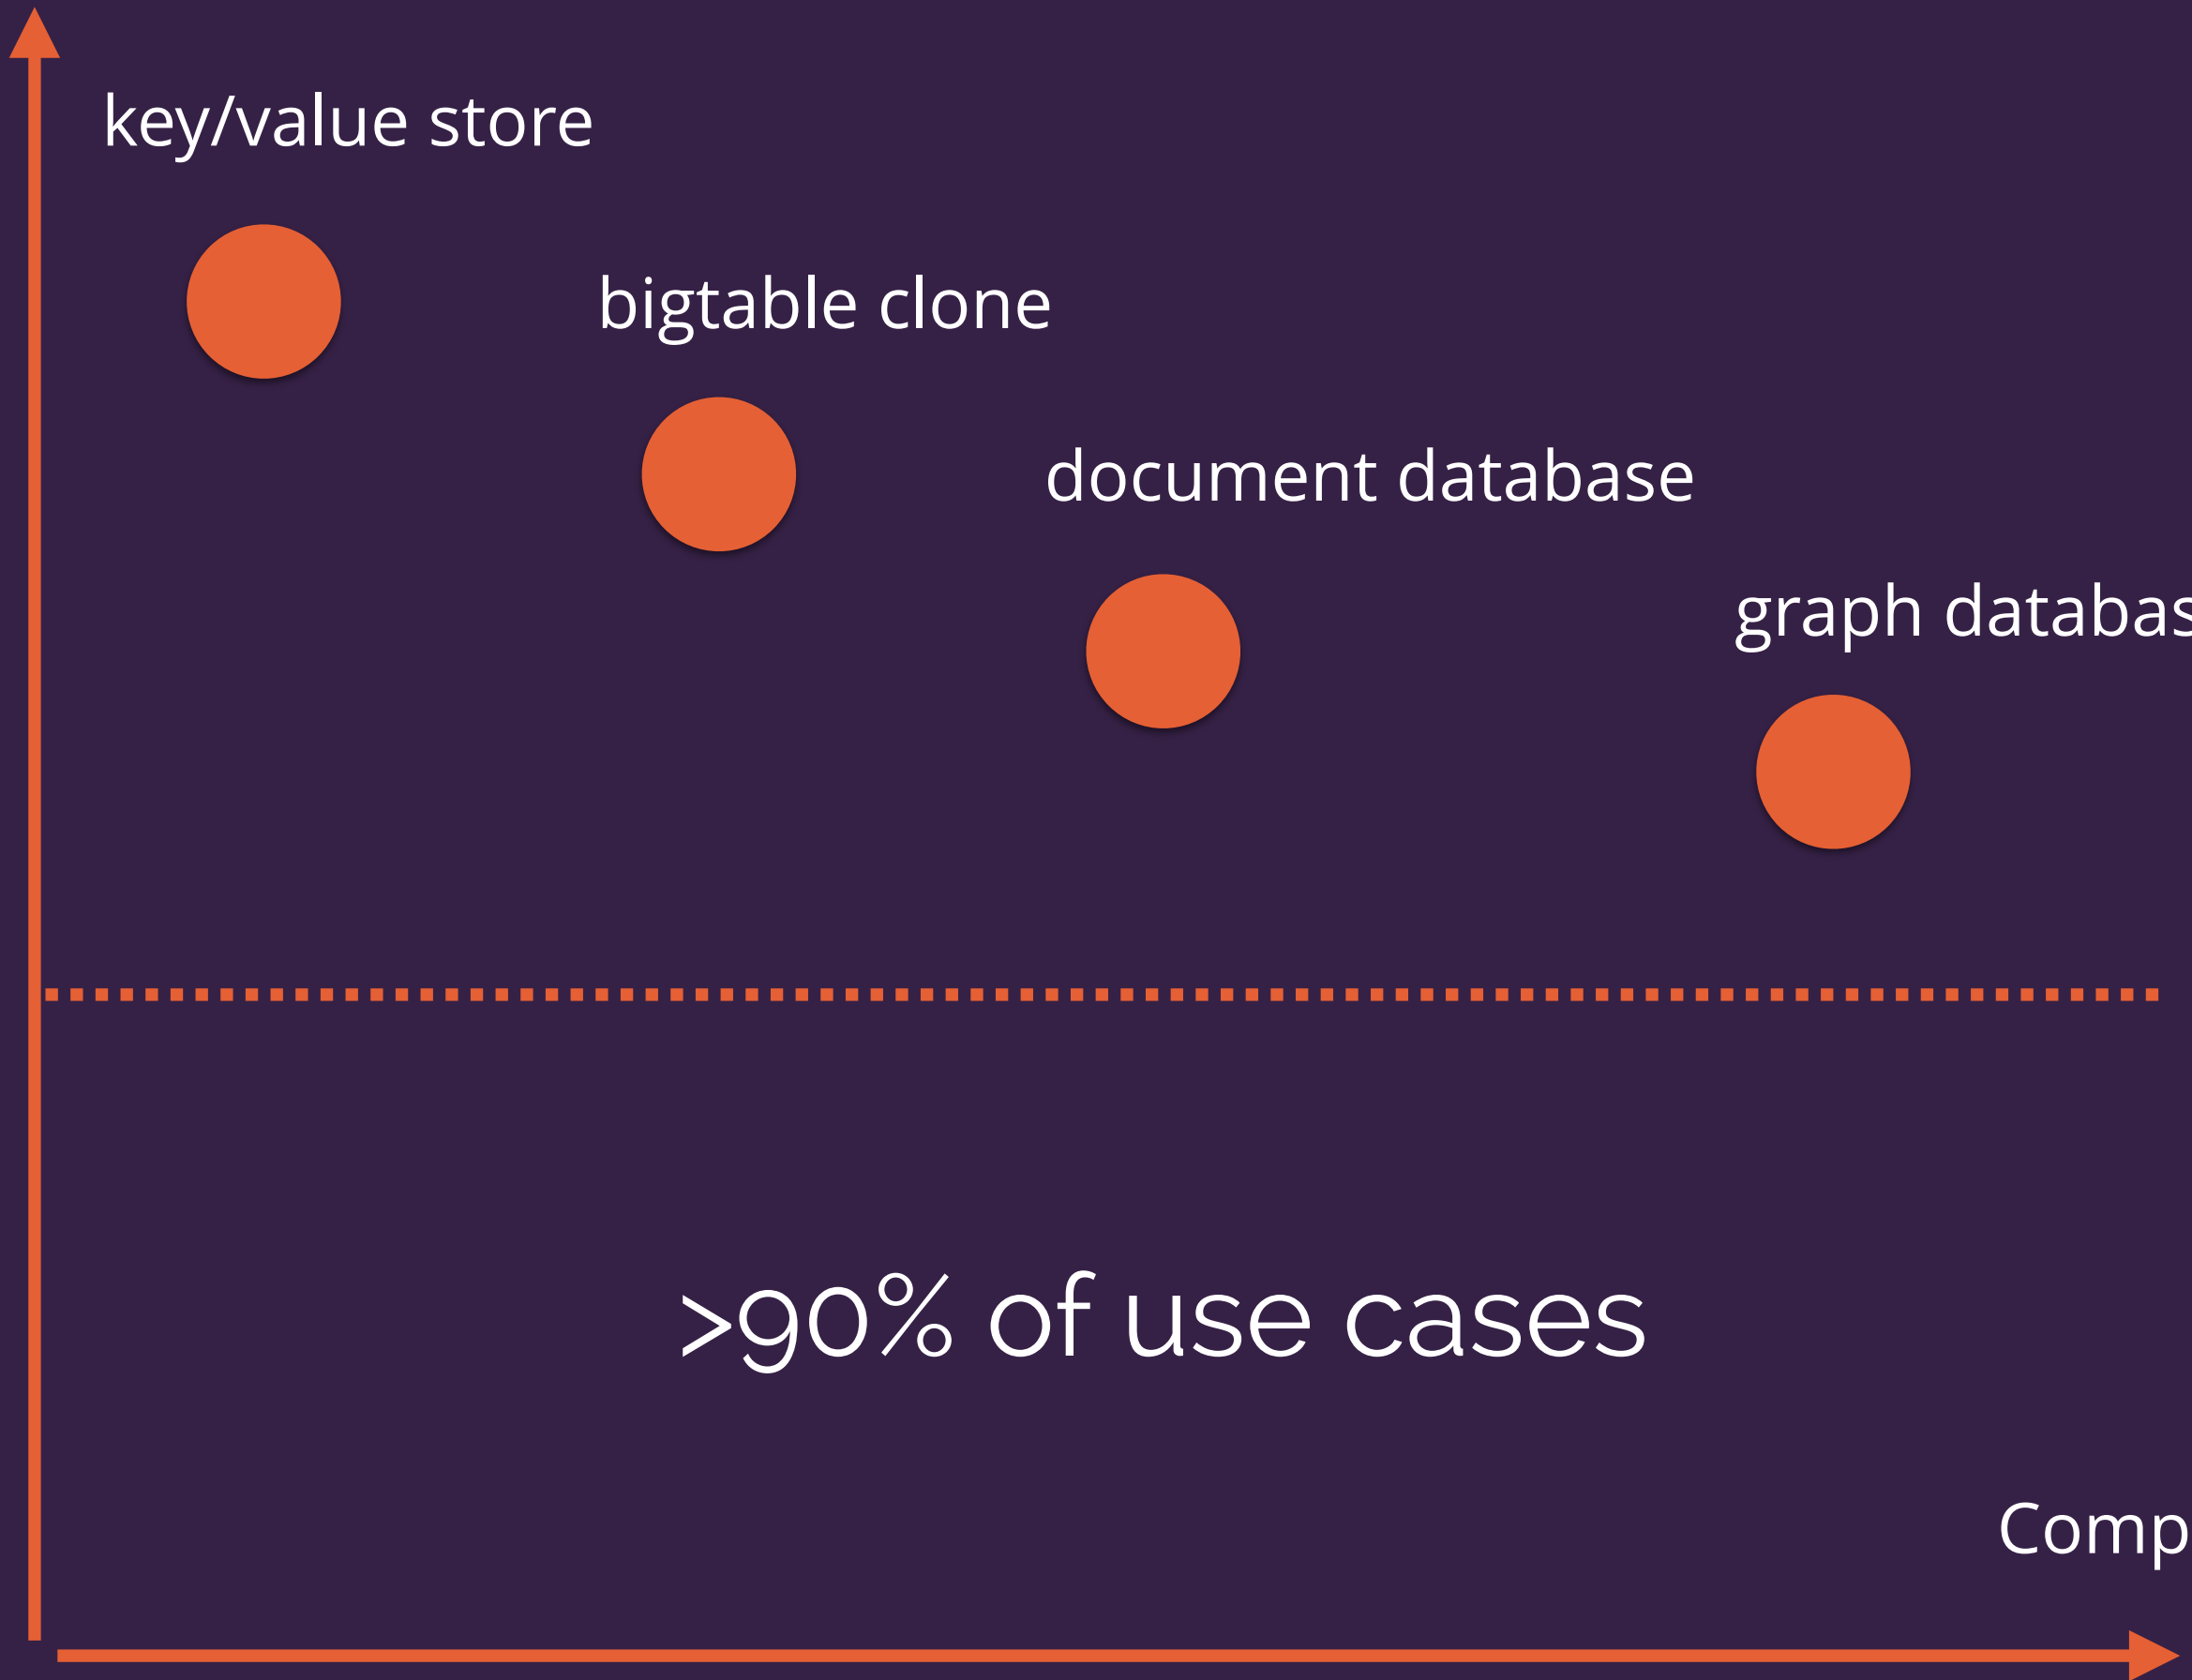 key/value store
bigtable clone
document database
graph databas
>90% of use cases
Comp